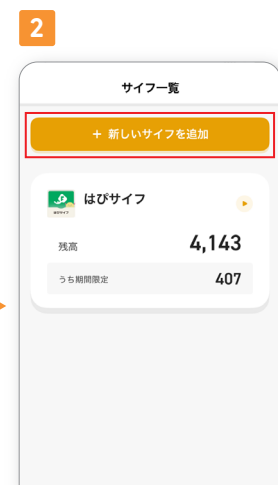 2
サイフ一覧
+ 新しいサイフを追加
はぴサイフ
残高 4,143
うち期間限定 407